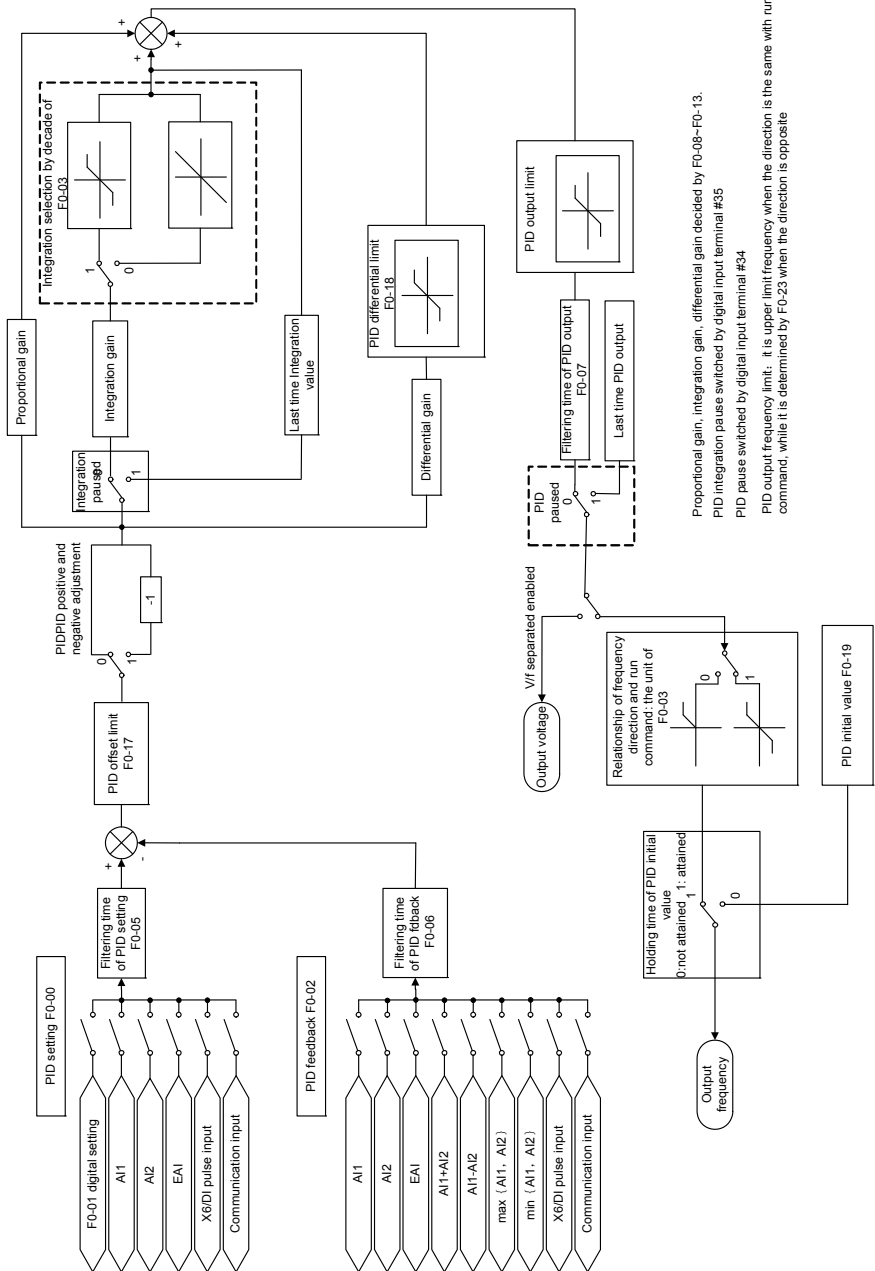 PID setting F0-00
F0-01 digital setting
AI1
AI2
EAI
X6/DI pulse input
Communication input
Filtering time
of PID setting
F0-05
+
-
PID offset limit
F0-17
PIDPID positive and
negative adjustment
0
1
-1
PID feedback F0-02
AI1
AI2
EAI
AI1+AI2
AI1-AI2
max（AI1，AI2）
min（AI1，AI2）
X6/DI pulse input
Communication input
Filtering time
of PID fdback
F0-06
Proportional gain
Integration
paused
1
Integration gain
Last time Integration
value
Integration selection by decade of
F0-03
1
0
+
+
+
Differential gain
PID differential limit
F0-18
PID output limit
Filtering time of PID output
F0-07
Last time PID output
PID
paused
0
1
V/f separated enabled
Output voltage
Relationship of frequency
direction and run
command: the unit of
F0-03
0
1
PID initial value F0-19
Holding time of PID initial
value
0:not attained  1: attained
1
0
Output
frequency
Proportional gain, integration gain, differential gain decided by F0-08~F0-13.
PID integration pause switched by digital input terminal #35
PID pause switched by digital input terminal #34
PID output frequency limit：it is upper limit frequency when the direction is the same with run
command, while it is determined by F0-23 when the direction is opposite